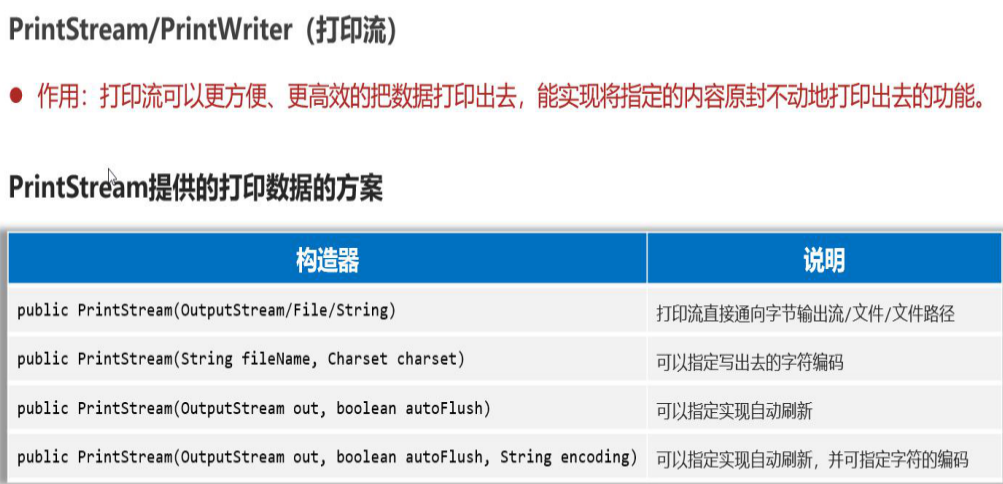 PrintStream/PrintWriter（打印流）
● 作用：打印流可以更方便、更高效的把数据打印出去，能实现将指定的内容原封不动地打印出去的功能。
PrintStream提供的打印数据的方案
构造器 说明
public PrintStream(OutputStream/File/String) 打印流直接通向字节输出流/文件/文件路径
public PrintStream(String fileName, Charset charset) 可以指定写出去的字符编码
public PrintStream(OutputStream out, boolean autoFlush) 可以指定实现自动刷新
public PrintStream(OutputStream out, boolean autoFlush, String encoding) 可以指定实现自动刷新，并可指定字符的编码